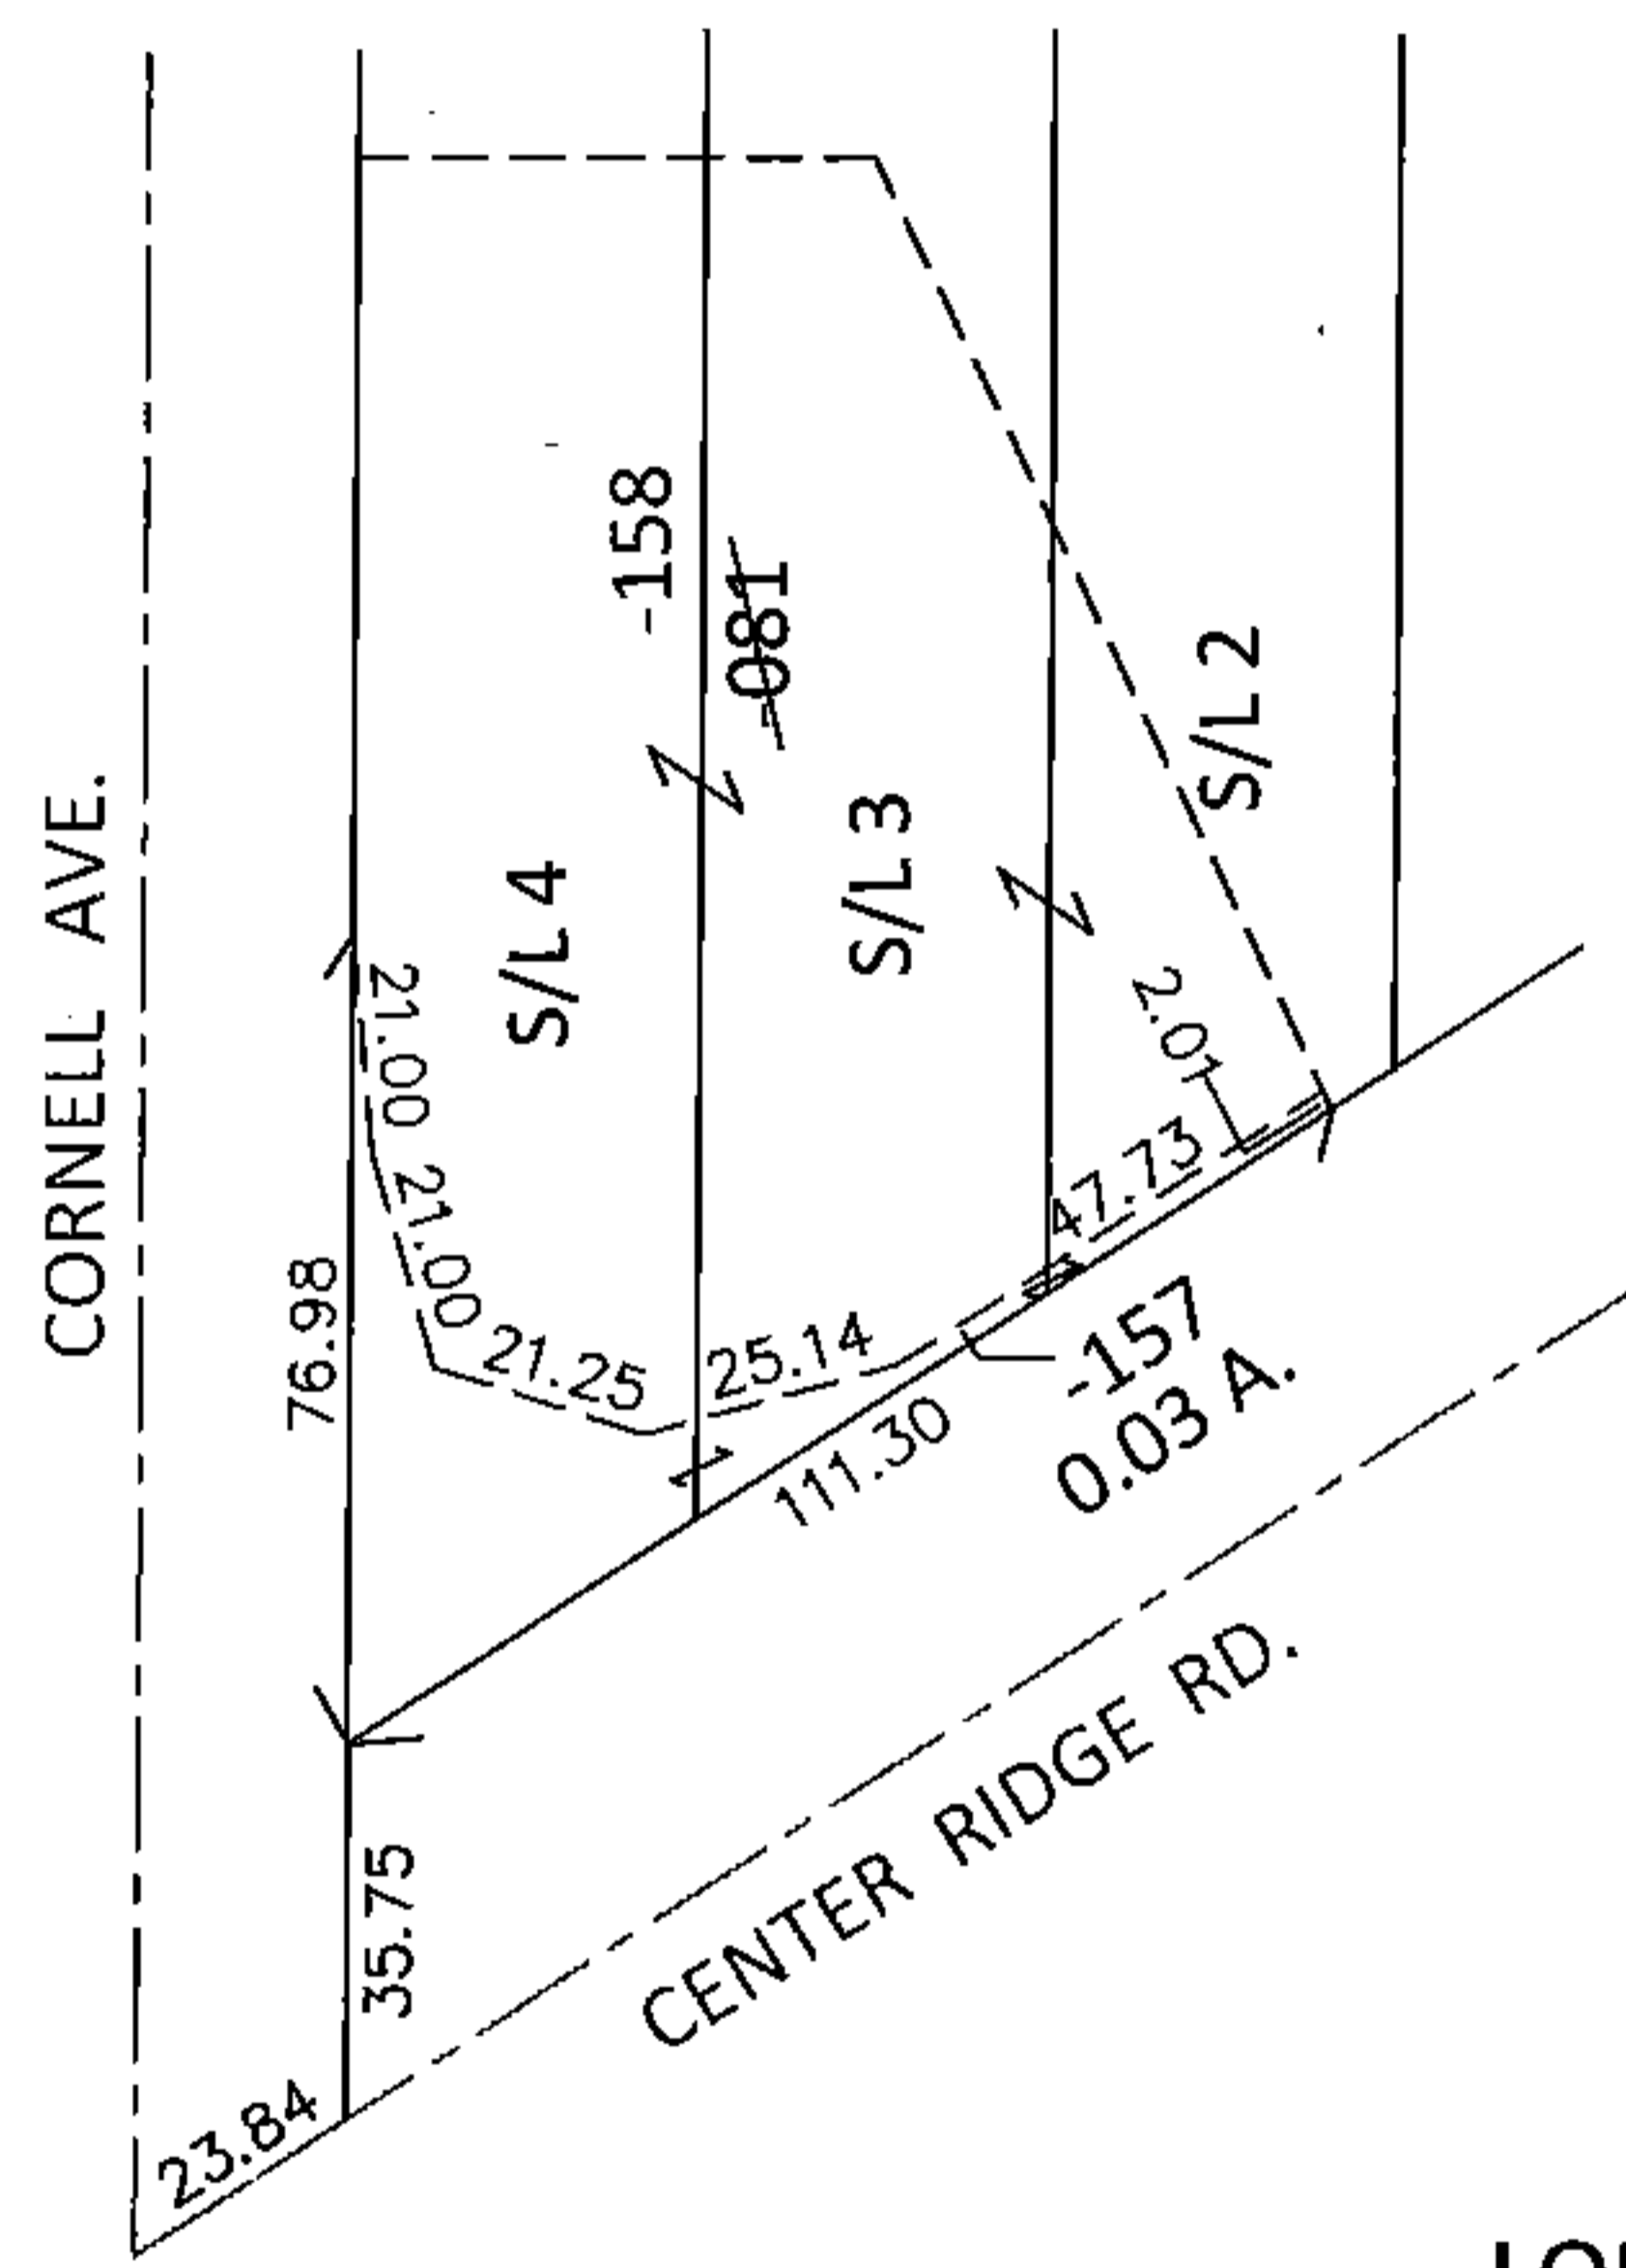 CORNELL AVE.
-158
-081
S/L 4
S/L 3
S/L 2
21.00
21.00
21.25
25.14
47.73
2.01
76.98
111.30
-157
0.03 A.
35.75
23.84
CENTER RIDGE RD.